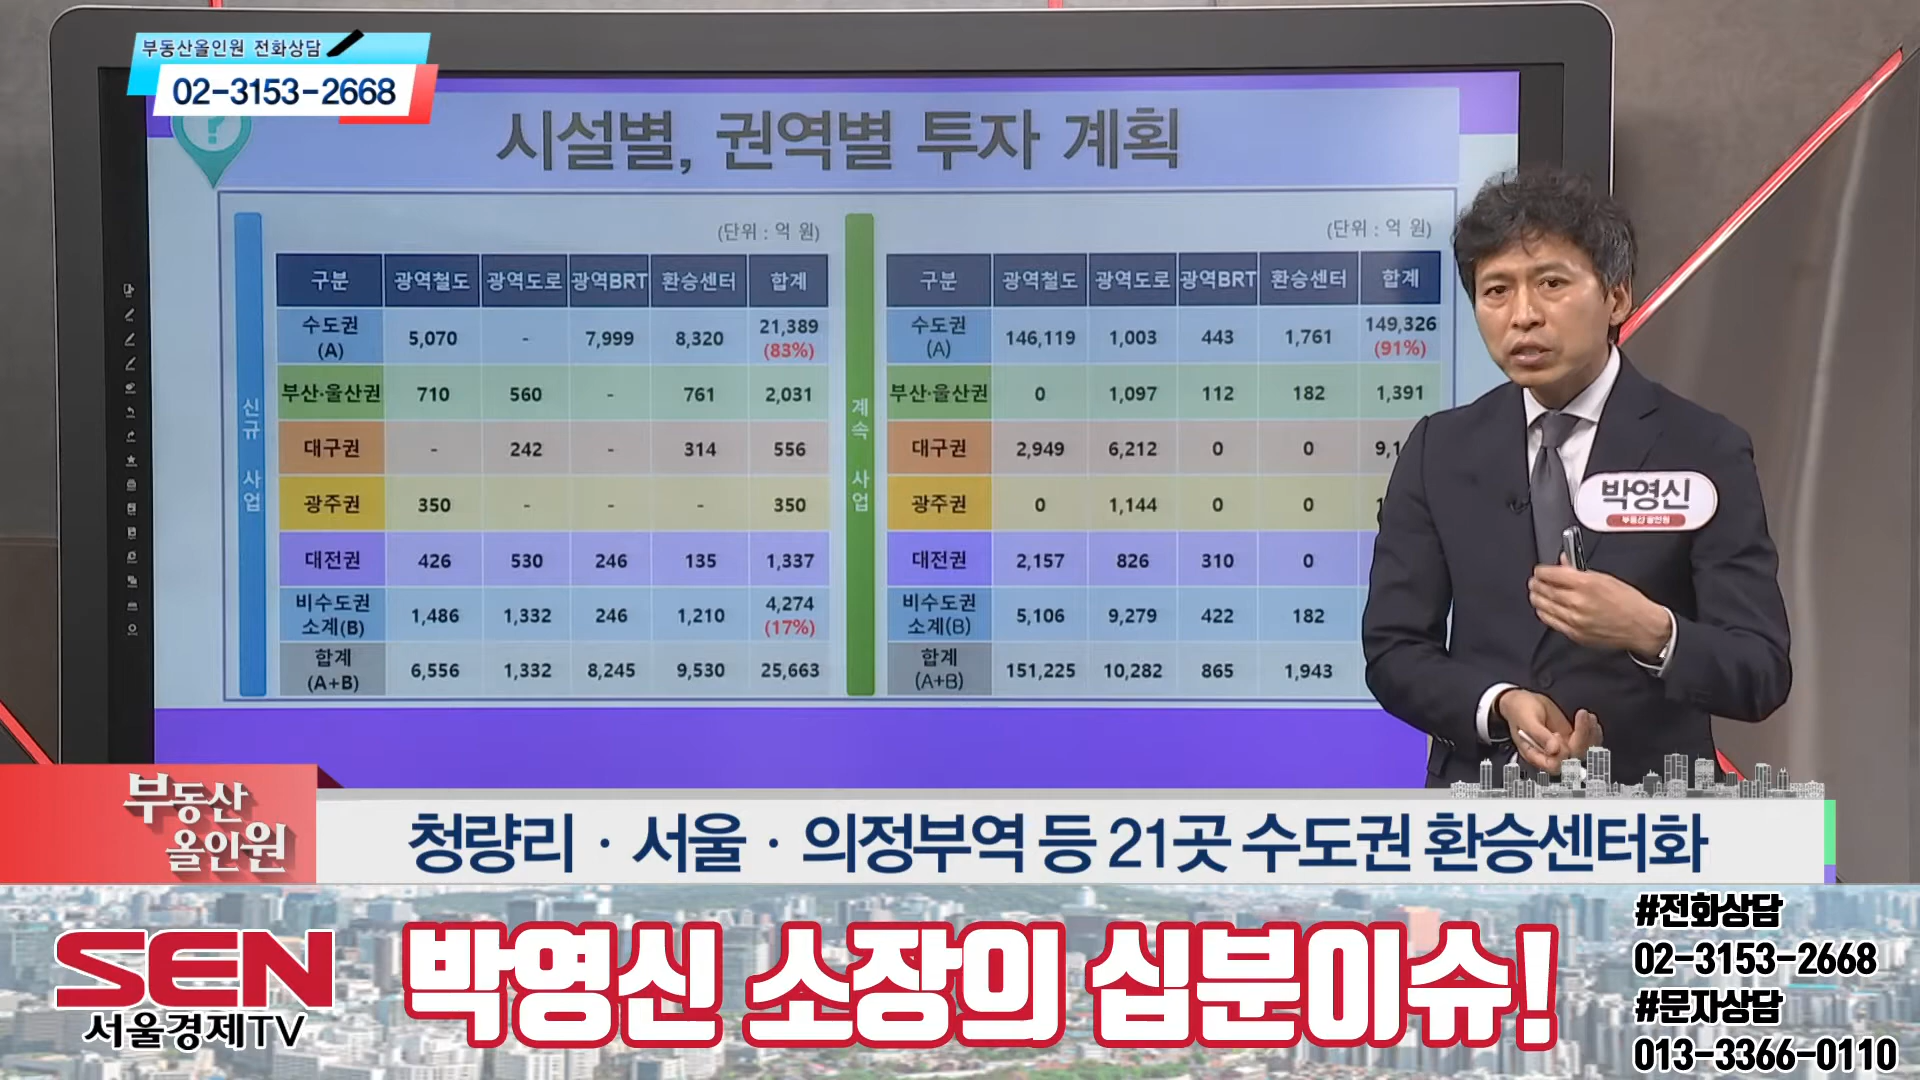 부동산올인원 전화상담
02-3153-2668
시설별, 권역별 투자 계획
신규 사업
(단위 : 억 원)
구분 광역철도 광역도로 광역BRT 환승센터 합계
수도권 (A) 5,070 - 7,999 8,320 21,389 (83%)
부산·울산권 710 560 - 761 2,031
대구권 - 242 - 314 556
광주권 350 - - - 350
대전권 426 530 246 135 1,337
비수도권 소계(B) 1,486 1,332 246 1,210 4,274 (17%)
합계 (A+B) 6,556 1,332 8,245 9,530 25,663
계속 사업
(단위 : 억 원)
구분 광역철도 광역도로 광역BRT 환승센터 합계
수도권 (A) 146,119 1,003 443 1,761 149,326 (91%)
부산·울산권 0 1,097 112 182 1,391
대구권 2,949 6,212 0 0
광주권 0 1,144 0 0
대전권 2,157 826 310 0
비수도권 소계(B) 5,106 9,279 422 182
합계 (A+B) 151,225 10,282 865 1,943
박영신
부동산 올인원
부동산
올인원
청량리 · 서울 · 의정부역 등 21곳 수도권 환승센터화
SEN
서울경제TV
박영신 소장의 십분이슈!
#전화상담
02-3153-2668
#문자상담
013-3366-0110